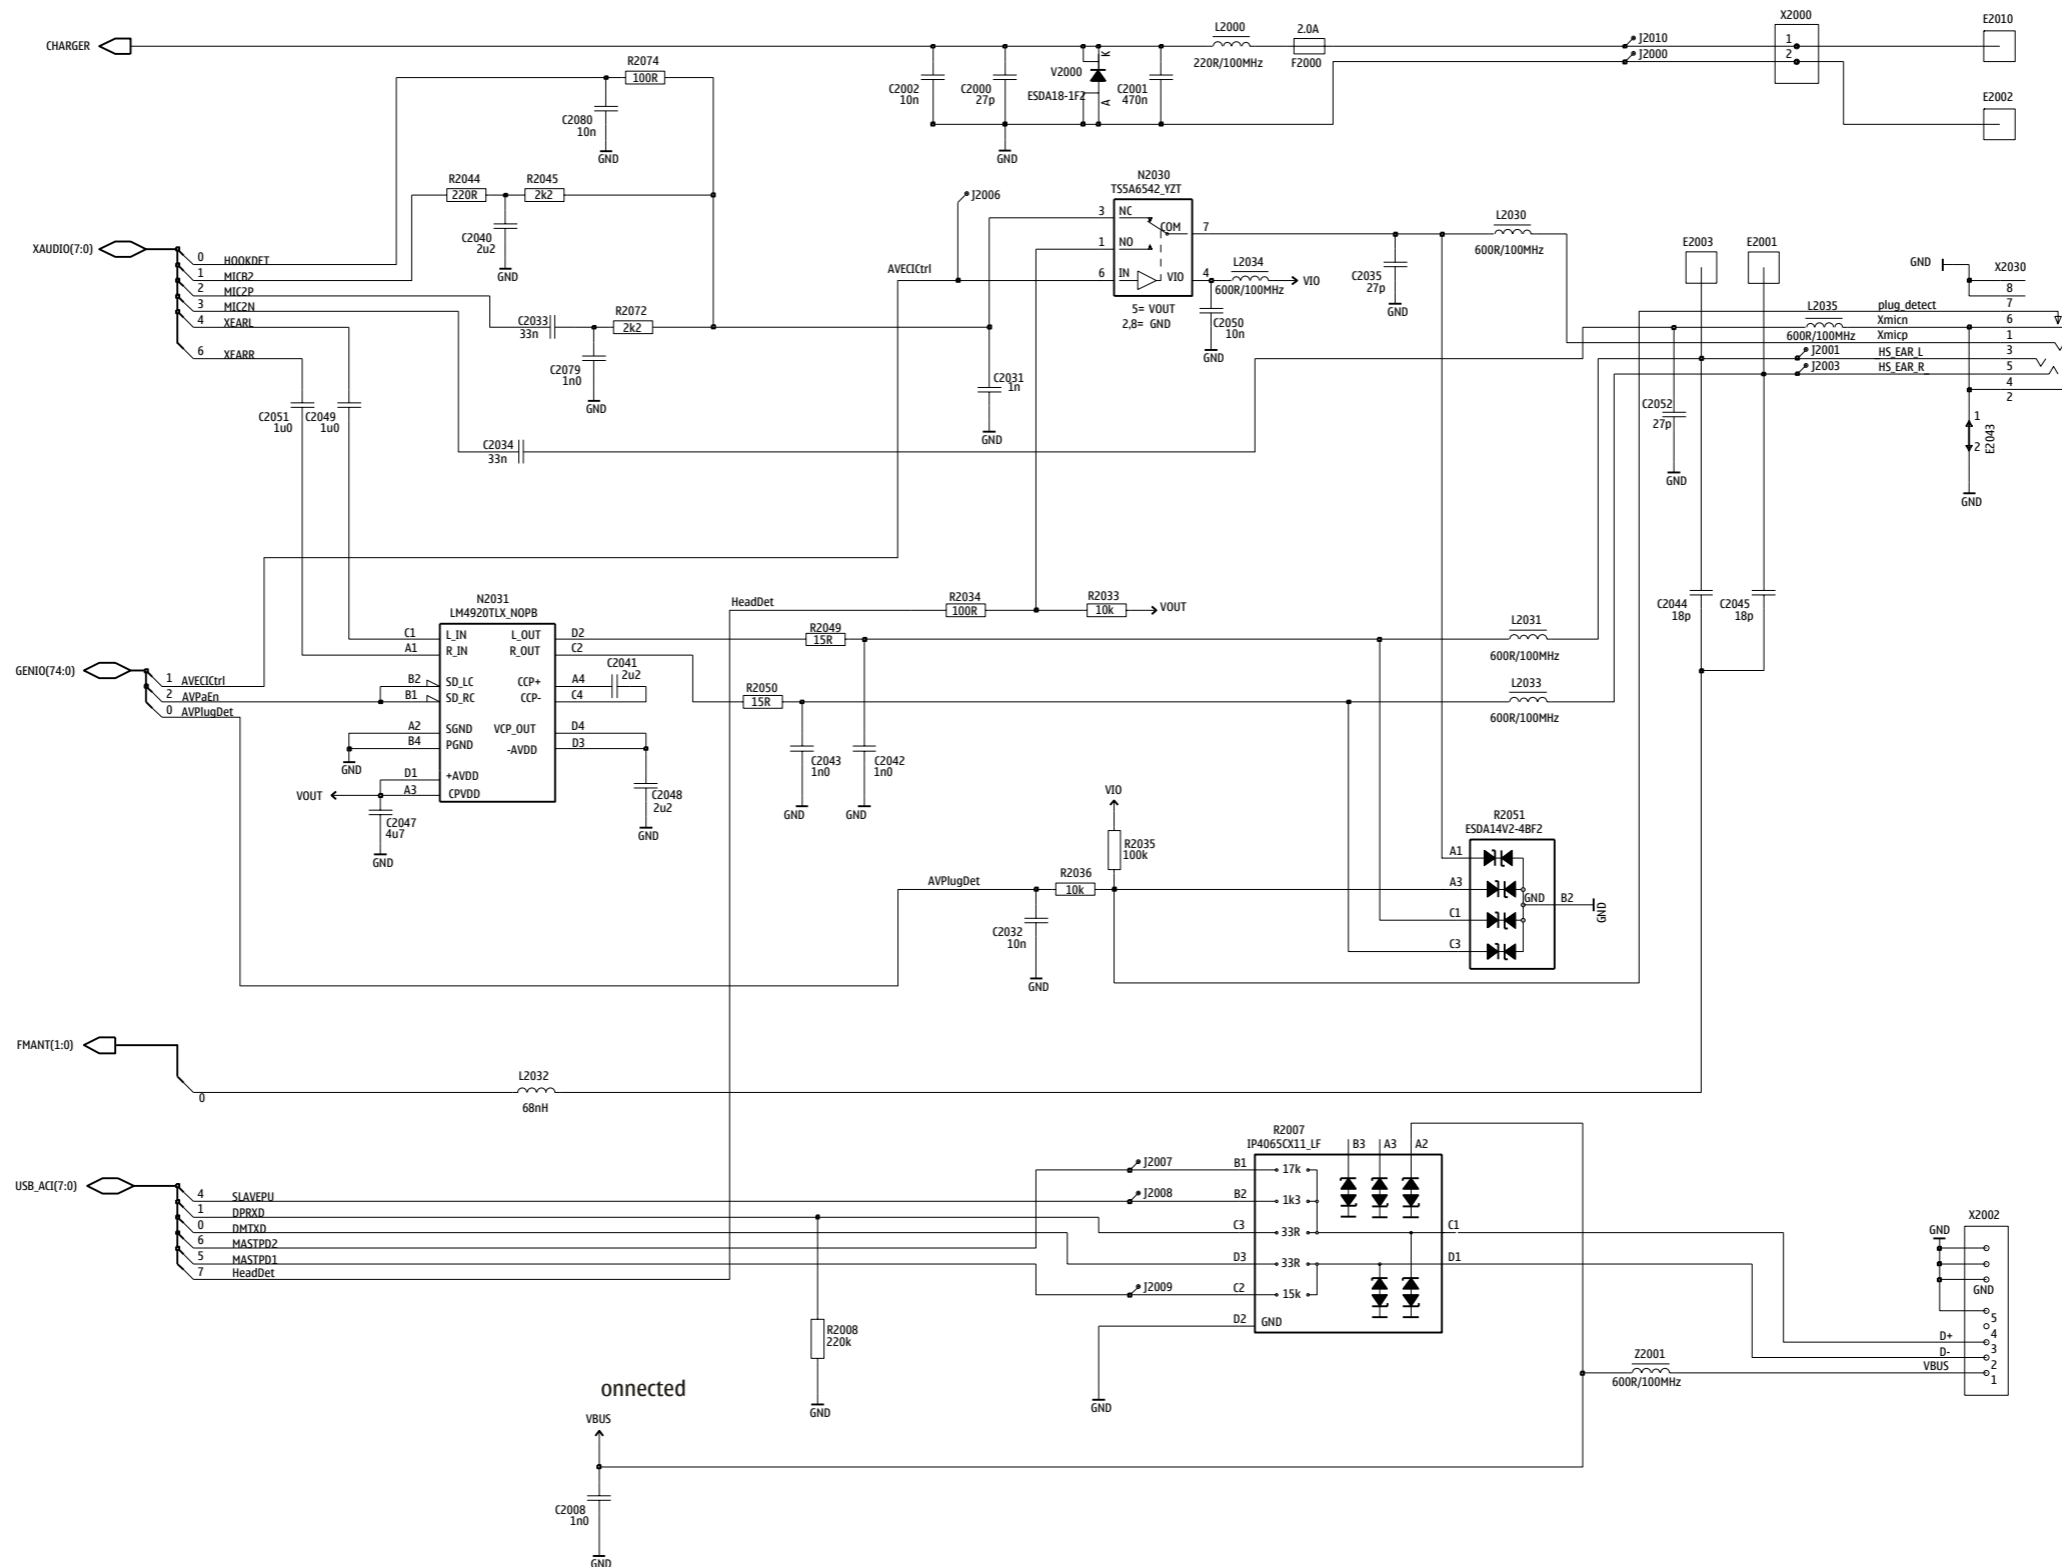 CHARGER
L2000
220R/100MHz
2.0A
F2000
J2010
J2000
X2000
1
2
E2010
E2002
R2074
100R
C2080
10n
GND
C2002
10n
C2000
27p
V2000
ESDA18-1F2
K
A
C2001
470n
GND
R2044
220R
R2045
2k2
C2040
2u2
GND
J2006
N2030
TS5A6542_YZT
3
NC
COM
7
1
NO
6
IN
VIO
4
5= VOUT
2,8= GND
AVECICtrl
L2034
600R/100MHz
VIO
C2050
10n
GND
C2035
27p
GND
L2030
600R/100MHz
E2003
E2001
GND
X2030
8
7
6
1
3
5
4
2
L2035
600R/100MHz
plug_detect
Xmicn
Xmicp
HS_EAR_L
HS_EAR_R
J2001
J2003
C2052
27p
GND
1
2
E2043
GND
XAUDIO(7:0)
0 HOOKDET
1 MICB2
2 MIC2P
3 MIC2N
4 XEARL
6 XEARR
C2033
33n
R2072
2k2
C2079
1n0
GND
C2031
1n
GND
C2051
1u0
C2049
1u0
C2034
33n
N2031
LM4920TLX_NOPB
C1
L_IN
L_OUT
D2
A1
R_IN
R_OUT
C2
B2
SD_LC
CCP+
A4
B1
SD_RC
CCP-
C4
A2
SGND
VCP_OUT
D4
B4
PGND
-AVDD
D3
D1
+AVDD
A3
CPVDD
GND
VOUT
C2047
4u7
GND
C2041
2u2
C2048
2u2
GND
HeadDet
R2034
100R
R2033
10k
VOUT
R2049
15R
R2050
15R
C2043
1n0
GND
C2042
1n0
GND
L2031
600R/100MHz
L2033
600R/100MHz
C2044
18p
C2045
18p
GENIO(74:0)
1 AVECICtrl
2 AVPaEn
0 AVPlugDet
VIO
R2035
100k
AVPlugDet
R2036
10k
C2032
10n
GND
R2051
ESDA14V2-4BF2
A1
A3
C1
C3
GND
B2
GND
FMANT(1:0)
0
L2032
68nH
USB_ACI(7:0)
4 SLAVEPU
1 DPRXD
0 DMTXD
6 MASTPD2
5 MASTPD1
7 HeadDet
J2007
J2008
J2009
R2007
IP4065CX11_LF
B3
A3
A2
B1
17k
B2
1k3
C3
33R
C1
D3
33R
D1
C2
15k
D2
GND
GND
R2008
220k
GND
X2002
GND
GND
5
4
3
2
1
D+
D-
VBUS
Z2001
600R/100MHz
onnected
VBUS
C2008
1n0
GND